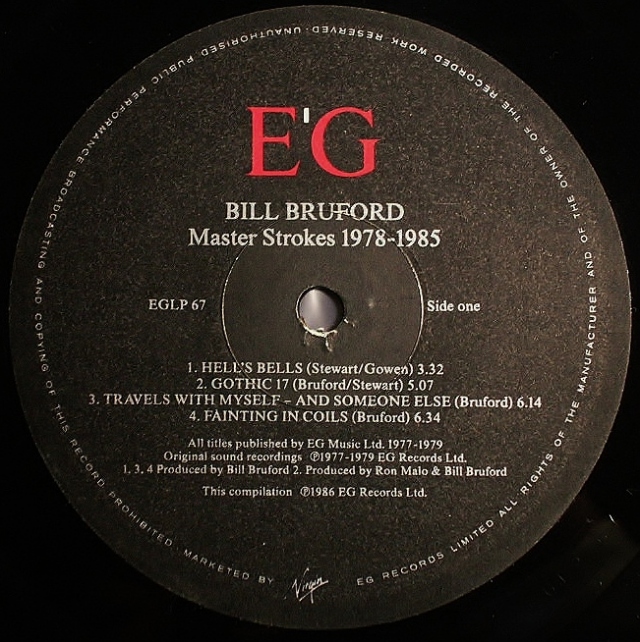 E'G
BILL BRUFORD
Master Strokes 1978-1985
EGLP 67
Side one
1. HELL'S BELLS (Stewart/Gowen) 3.32
2. GOTHIC 17 (Bruford/Stewart) 5.07
3. TRAVELS WITH MYSELF – AND SOMEONE ELSE (Bruford) 6.14
4. FAINTING IN COILS (Bruford) 6.34
All titles published by EG Music Ltd. 1977-1979
Original sound recordings ℗1977-1979 EG Records Ltd.
1, 3, 4 Produced by Bill Bruford 2. Produced by Ron Malo & Bill Bruford
This compilation ℗1986 EG Records Ltd.
EG RECORDS LIMITED ALL RIGHTS OF THE MANUFACTURER AND OF THE OWNER OF THE RECORDED WORK RESERVED · UNAUTHORISED PUBLIC PERFORMANCE BROADCASTING AND COPYING OF THIS RECORD PROHIBITED · MARKETED BY Virgin